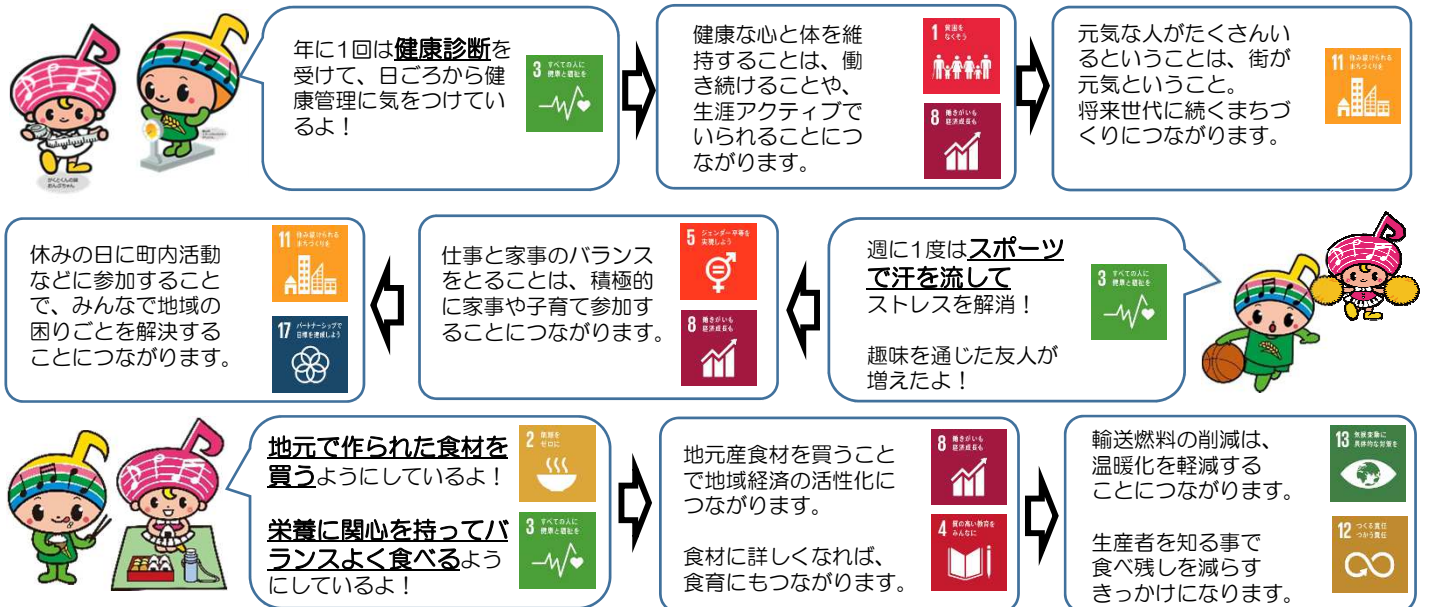 年に1回は健康診断を
受けて、日ごろから健
康管理に気をつけてい
るよ!
3 すべての人に
健康と福祉を
がくとくんの妹
おんぷちゃん
健康な心と体を維
持することは、働
き続けることや、
生涯アクティブで
いられることにつ
ながります。
1 貧困を
なくそう
8 働きがいも
経済成長も
元気な人がたくさんい
るということは、街が
元気ということ。
将来世代に続くまちづ
くりにつながります。
11 住み続けられる
まちづくりを
週に1度はスポーツ
で汗を流して
ストレスを解消!
趣味を通じた友人が
増えたよ!
3 すべての人に
健康と福祉を
仕事と家事のバランス
をとることは、積極的
に家事や子育て参加す
ることにつながります。
5 ジェンダー平等を
実現しよう
8 働きがいも
経済成長も
休みの日に町内活動
などに参加すること
で、みんなで地域の
困りごとを解決する
ことにつながります。
11 住み続けられる
まちづくりを
17 パートナーシップで
目標を達成しよう
地元で作られた食材を
買うようにしているよ!
栄養に関心を持ってバ
ランスよく食べるよう
にしているよ!
2 飢餓を
ゼロに
3 すべての人に
健康と福祉を
地元産食材を買うこと
で地域経済の活性化に
つながります。
食材に詳しくなれば、
食育にもつながります。
8 働きがいも
経済成長も
4 質の高い教育を
みんなに
輸送燃料の削減は、
温暖化を軽減する
ことにつながります。
生産者を知る事で
食べ残しを減らす
きっかけになります。
13 気候変動に
具体的な対策を
12 つくる責任
つかう責任